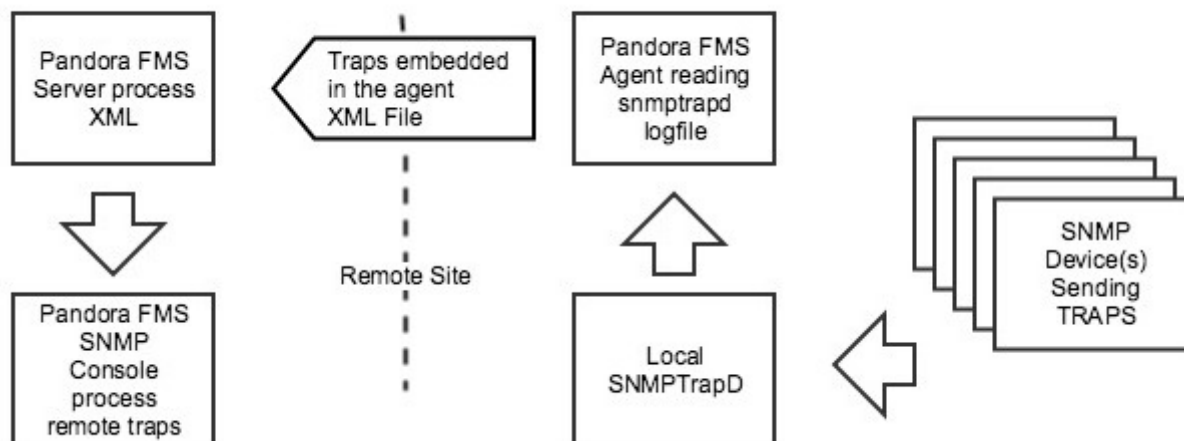 Pandora FMS
Server process
XML
Traps embedded
in the agent
XML File
Pandora FMS
Agent reading
snmptrapd
logfile
SNMP
Device(s)
Sending
TRAPS
Remote Site
Pandora FMS
SNMP
Console
process
remote traps
Local
SNMPTrapD